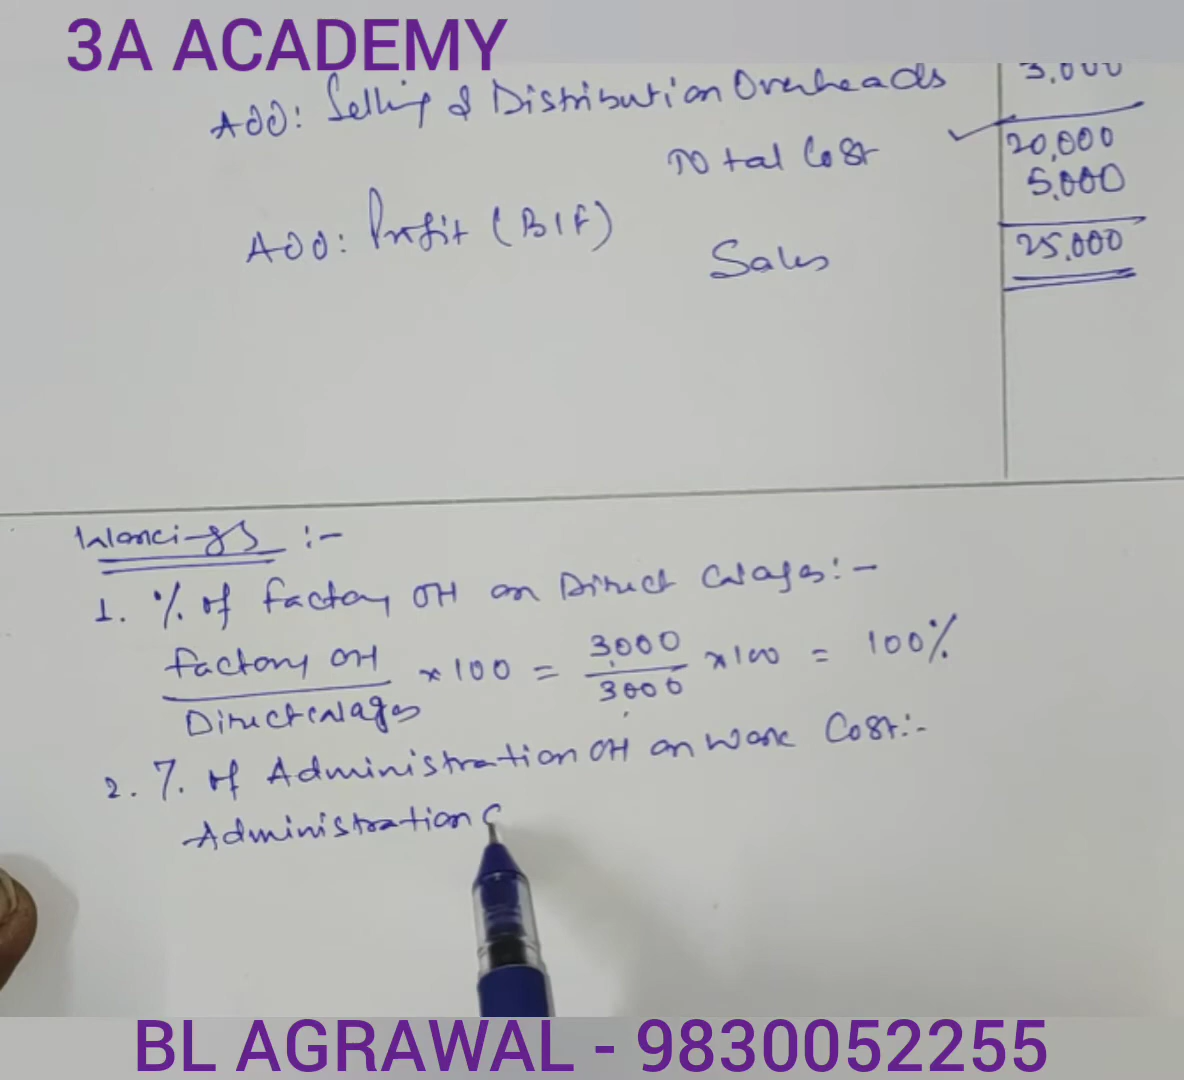 3A ACADEMY
Add: Selling & Distribution Overheads 3,000
Total Cost 20,000
5,000
Add: Profit (B/F)
Sales 25,000
Workings :-
1. % of Factory OH on Direct Wages:-
Factory OH / Direct Wages × 100 = 3,000 / 3000 × 100 = 100%
2. % of Administration OH on Work Cost:-
Administration
BL AGRAWAL - 9830052255